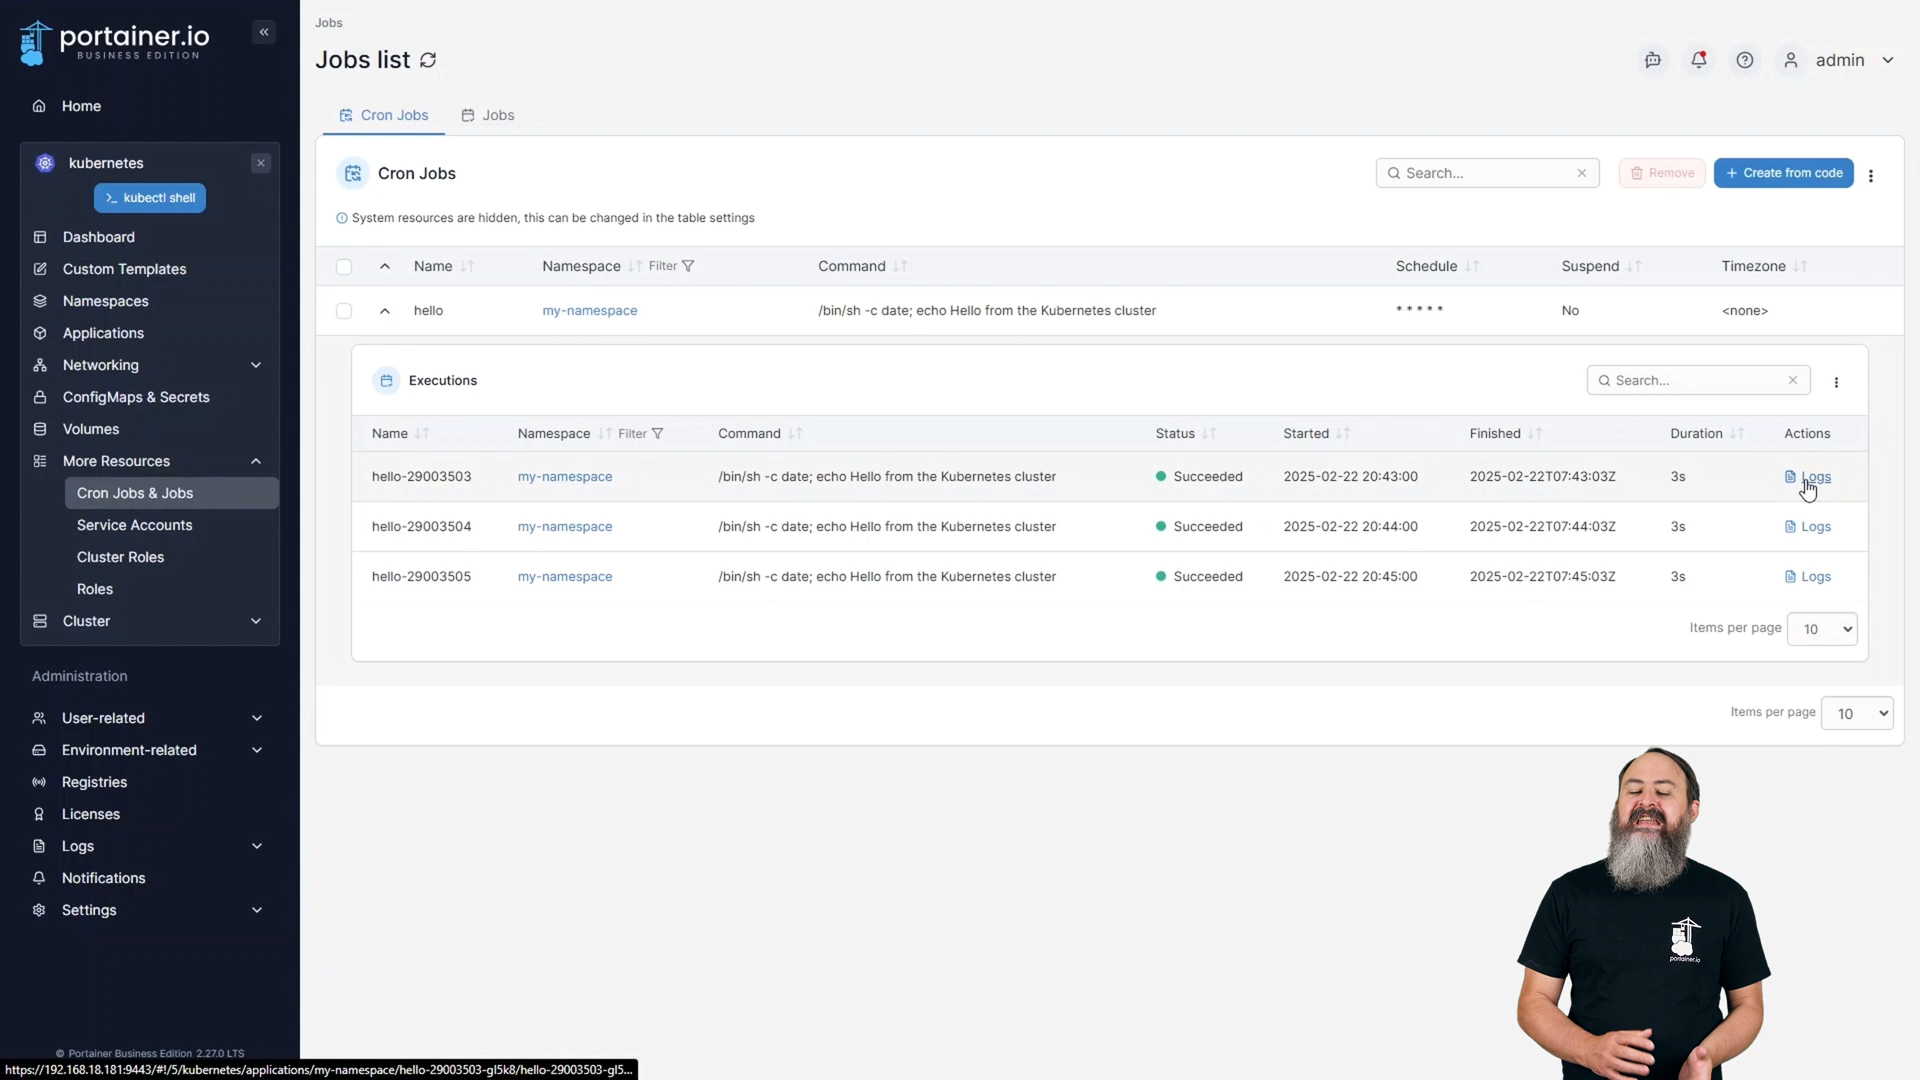 portainer.io
BUSINESS EDITION
Home
kubernetes
>_ kubectl shell
Dashboard
Custom Templates
Namespaces
Applications
Networking
ConfigMaps & Secrets
Volumes
More Resources
Cron Jobs & Jobs
Service Accounts
Cluster Roles
Roles
Cluster
Administration
User-related
Environment-related
Registries
Licenses
Logs
Notifications
Settings
© Portainer Business Edition 2.27.0 LTS
https://192.168.18.181:9443/#!/5/kubernetes/applications/my-namespace/hello-29003503-gl5k8/hello-29003503-gl5...
Jobs
Jobs list
admin
Cron Jobs Jobs
Cron Jobs Search... Remove + Create from code
System resources are hidden, this can be changed in the table settings
Name Namespace Filter Command Schedule Suspend Timezone
hello my-namespace /bin/sh -c date; echo Hello from the Kubernetes cluster * * * * * No <none>
Executions Search...
Name Namespace Filter Command Status Started Finished Duration Actions
hello-29003503 my-namespace /bin/sh -c date; echo Hello from the Kubernetes cluster Succeeded 2025-02-22 20:43:00 2025-02-22T07:43:03Z 3s Logs
hello-29003504 my-namespace /bin/sh -c date; echo Hello from the Kubernetes cluster Succeeded 2025-02-22 20:44:00 2025-02-22T07:44:03Z 3s Logs
hello-29003505 my-namespace /bin/sh -c date; echo Hello from the Kubernetes cluster Succeeded 2025-02-22 20:45:00 2025-02-22T07:45:03Z 3s Logs
Items per page 10
Items per page 10
portainer.io